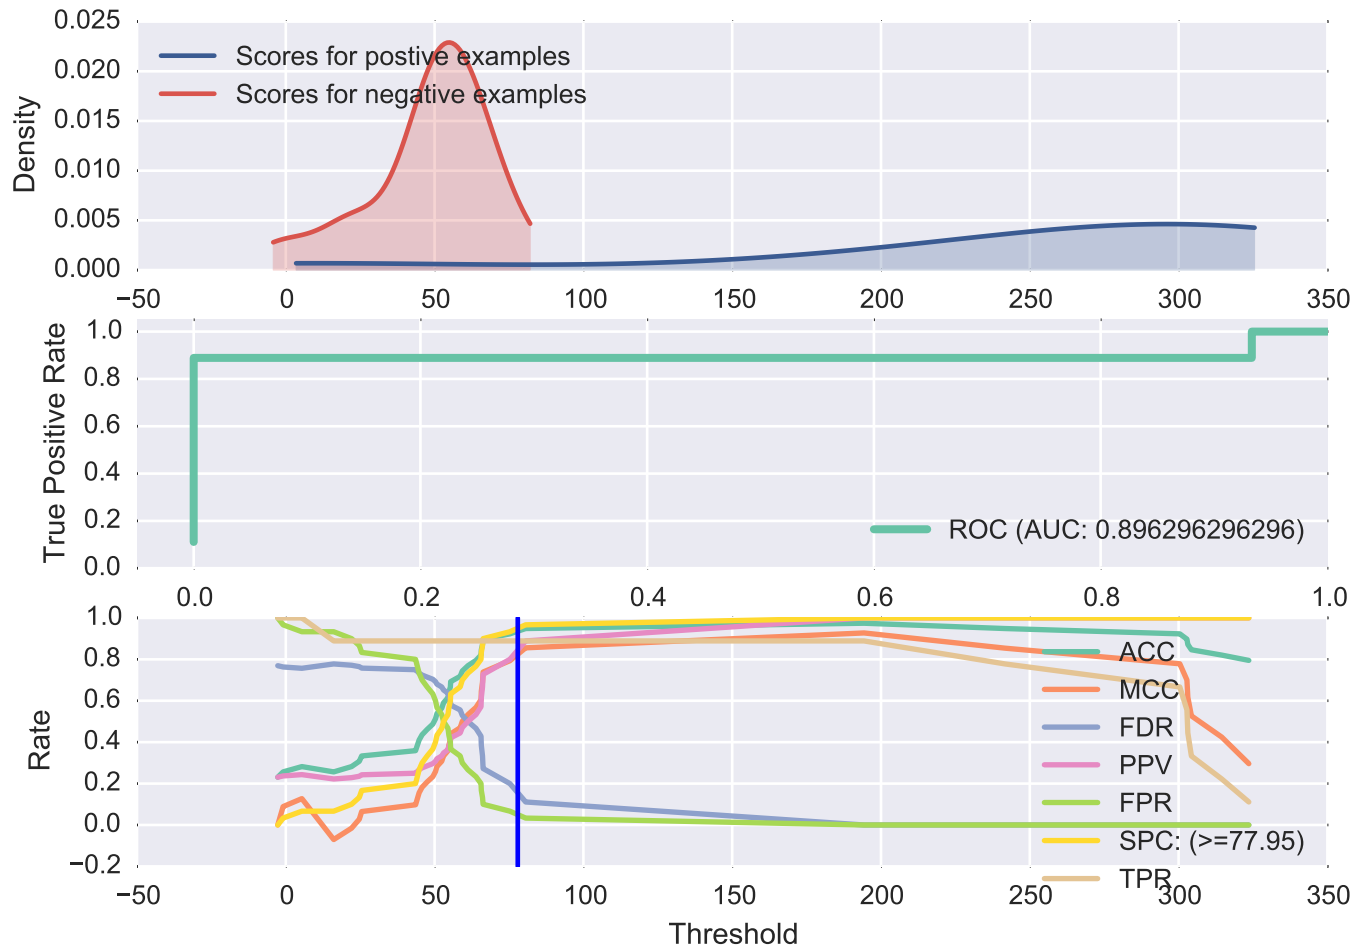 0.025
0.020
0.015
0.010
0.005
0.000
Density
Scores for postive examples
Scores for negative examples
−50 0 50 100 150 200 250 300 350
1.0
0.8
0.6
0.4
0.2
0.0
True Positive Rate
ROC (AUC: 0.896296296296)
0.0 0.2 0.4 0.6 0.8 1.0
1.0
0.8
0.6
0.4
0.2
0.0
−0.2
Rate
ACC
MCC
FDR
PPV
FPR
SPC: (>=77.95)
TPR
−50 0 50 100 150 200 250 300 350
Threshold